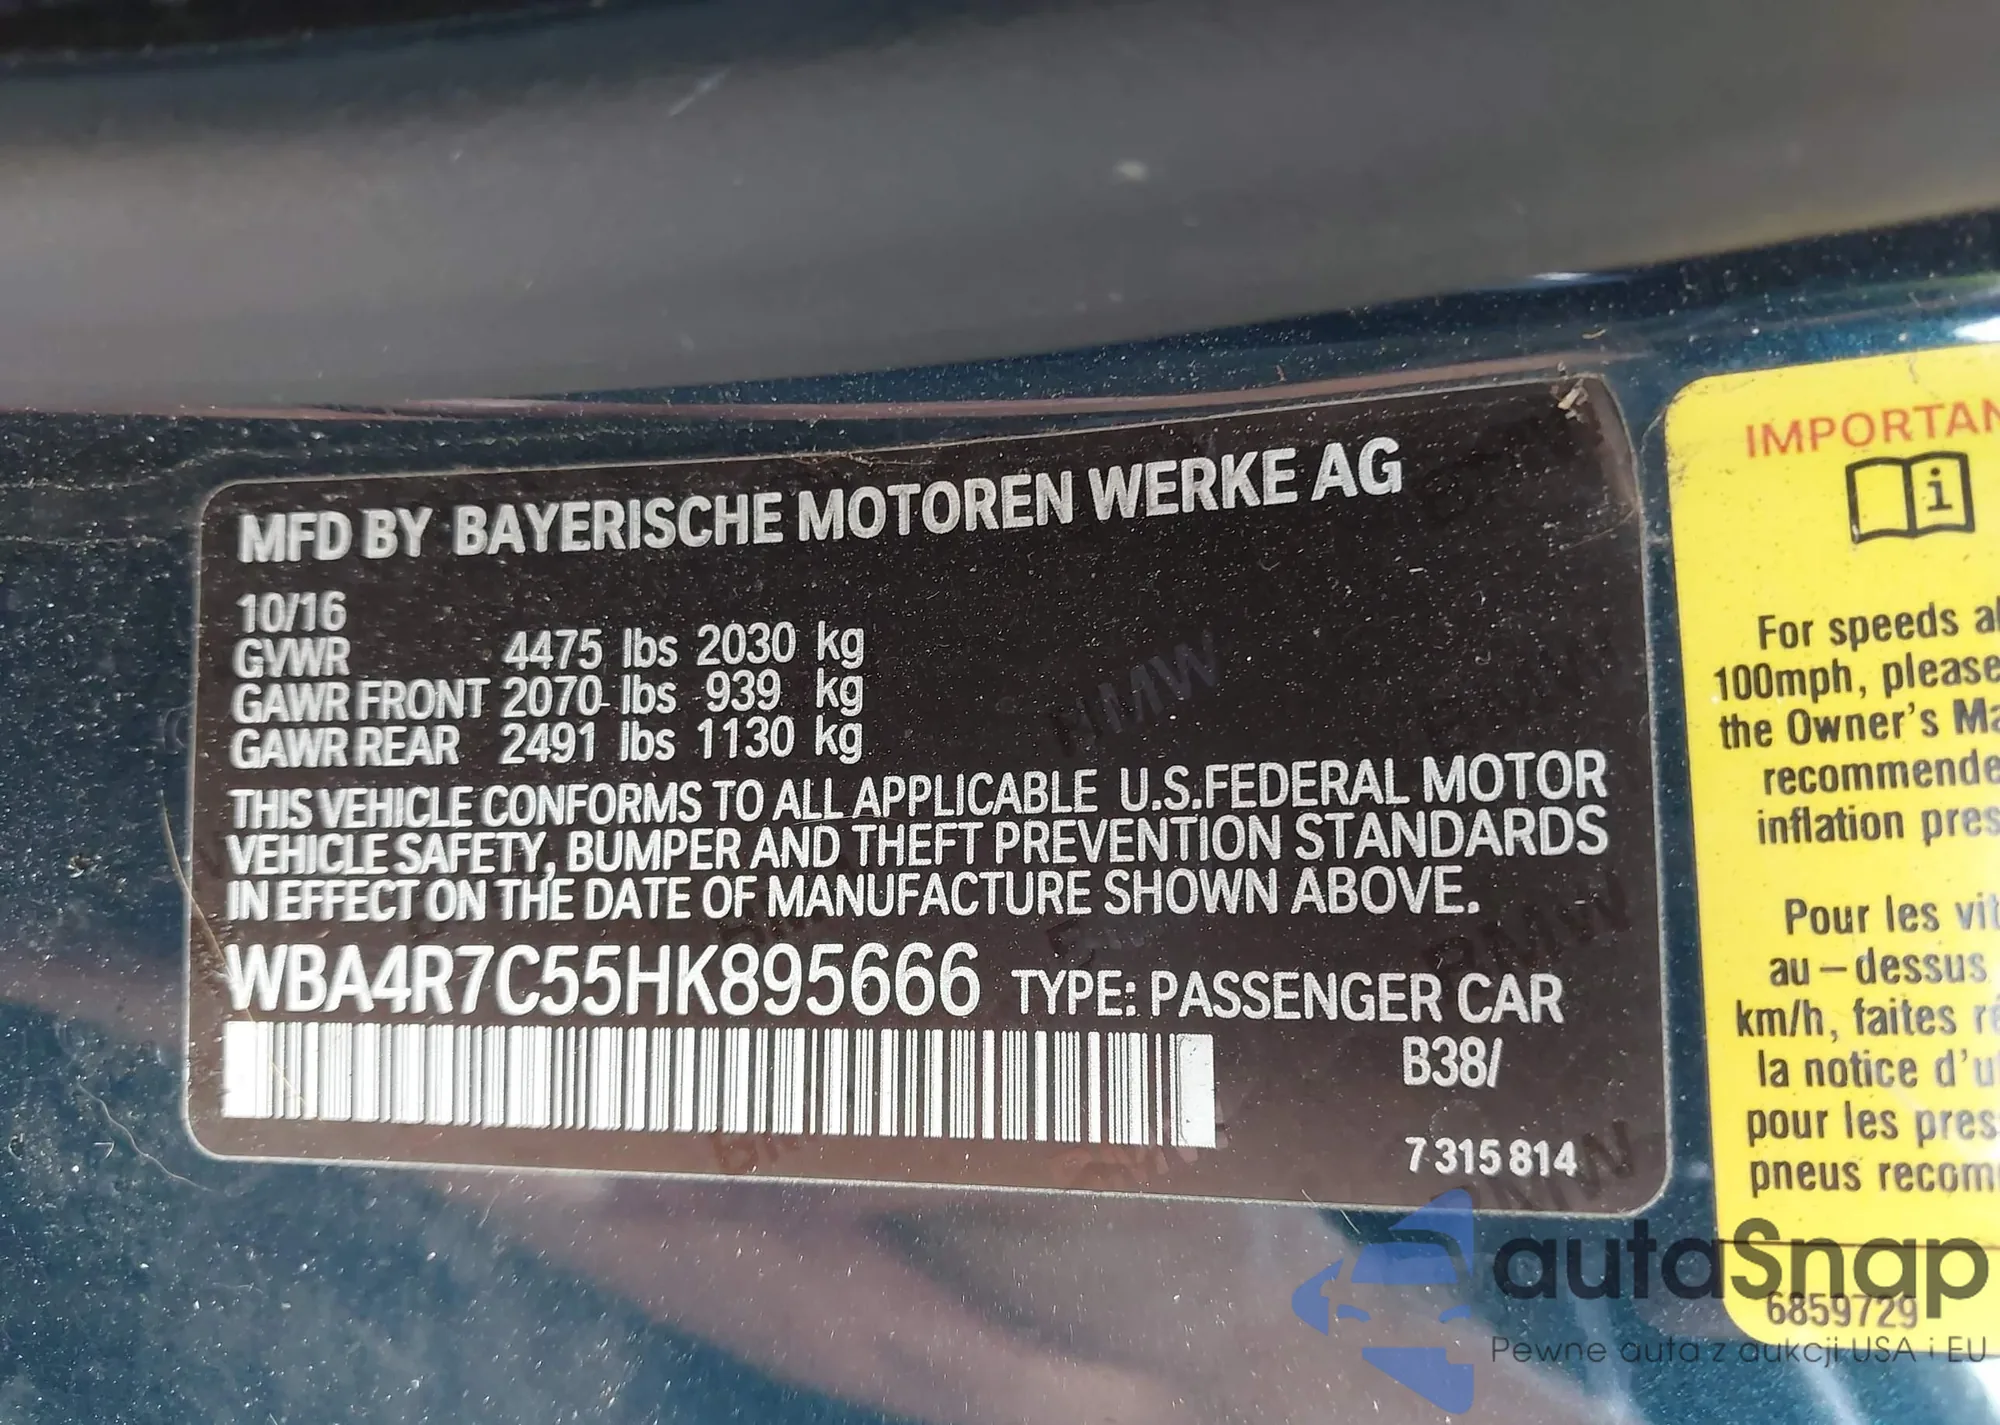 MFD BY BAYERISCHE MOTOREN WERKE AG
10/16
GVWR 4475 lbs 2030 kg
GAWR FRONT 2070 lbs 939 kg
GAWR REAR 2491 lbs 1130 kg
THIS VEHICLE CONFORMS TO ALL APPLICABLE U.S.FEDERAL MOTOR
VEHICLE SAFETY, BUMPER AND THEFT PREVENTION STANDARDS
IN EFFECT ON THE DATE OF MANUFACTURE SHOWN ABOVE.
WBA4R7C55HK895666 TYPE: PASSENGER CAR
B38/
7 315 814
IMPORTAN
For speeds
100mph, please
the Owner's
recommende
inflation pres
Pour les vit
au – dessus
km/h, faites
la notice
pour les pres
pneus recom
6859729
autaSnap
Pewne auta z aukcji USA i EU